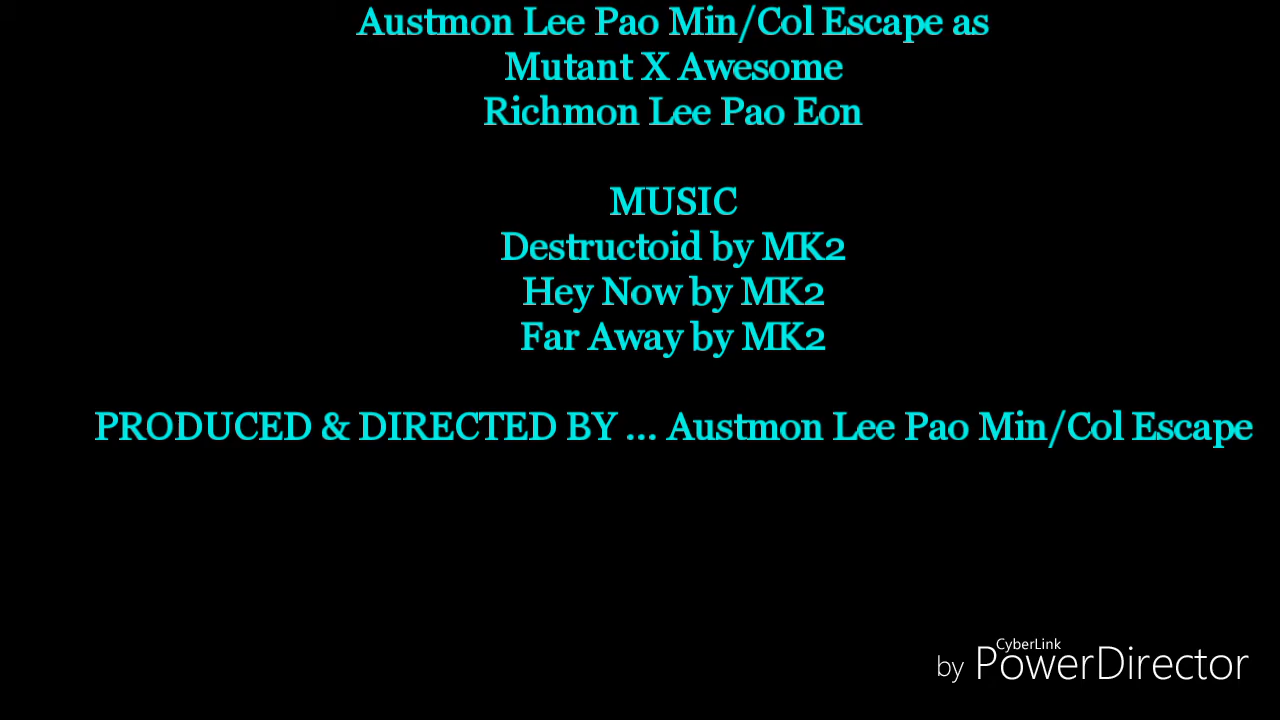 Austmon Lee Pao Min/Col Escape as
Mutant X Awesome
Richmon Lee Pao Eon
MUSIC
Destructoid by MK2
Hey Now by MK2
Far Away by MK2
PRODUCED & DIRECTED BY ... Austmon Lee Pao Min/Col Escape
by CyberLink PowerDirector